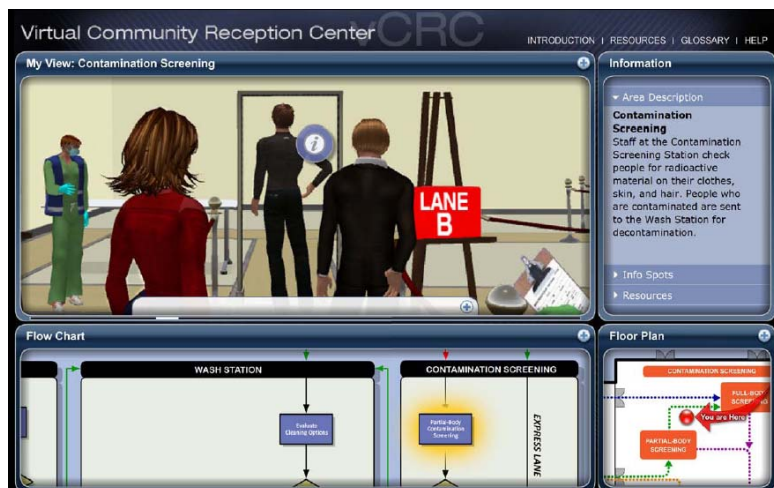 Virtual Community Reception Center
vCRC
INTRODUCTION | RESOURCES | GLOSSARY | HELP
My View: Contamination Screening
LANE
B
Information
Area Description
Contamination
Screening
Staff at the Contamination
Screening Station check
people for radioactive
material on their clothes,
skin, and hair. People who
are contaminated are sent
to the Wash Station for
decontamination.
Info Spots
Resources
Flow Chart
WASH STATION
Evaluate
Cleaning Options
CONTAMINATION SCREENING
Partial-Body
Contamination
Screening
EXPRESS LANE
Floor Plan
CONTAMINATION SCREENING
FULL-BODY
You are Here
PARTIAL-BODY
SCREENING